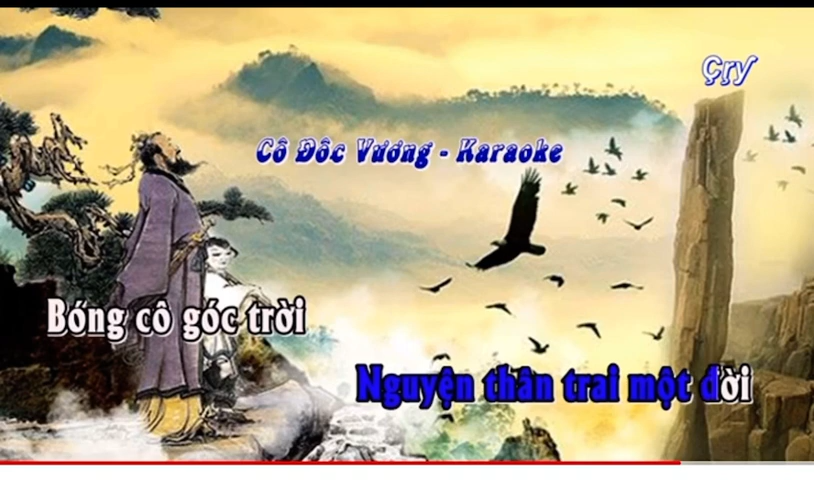 Çry
Cô Độc Vương - Karaoke
Bóng cô góc trời
Nguyện thân trai một đời